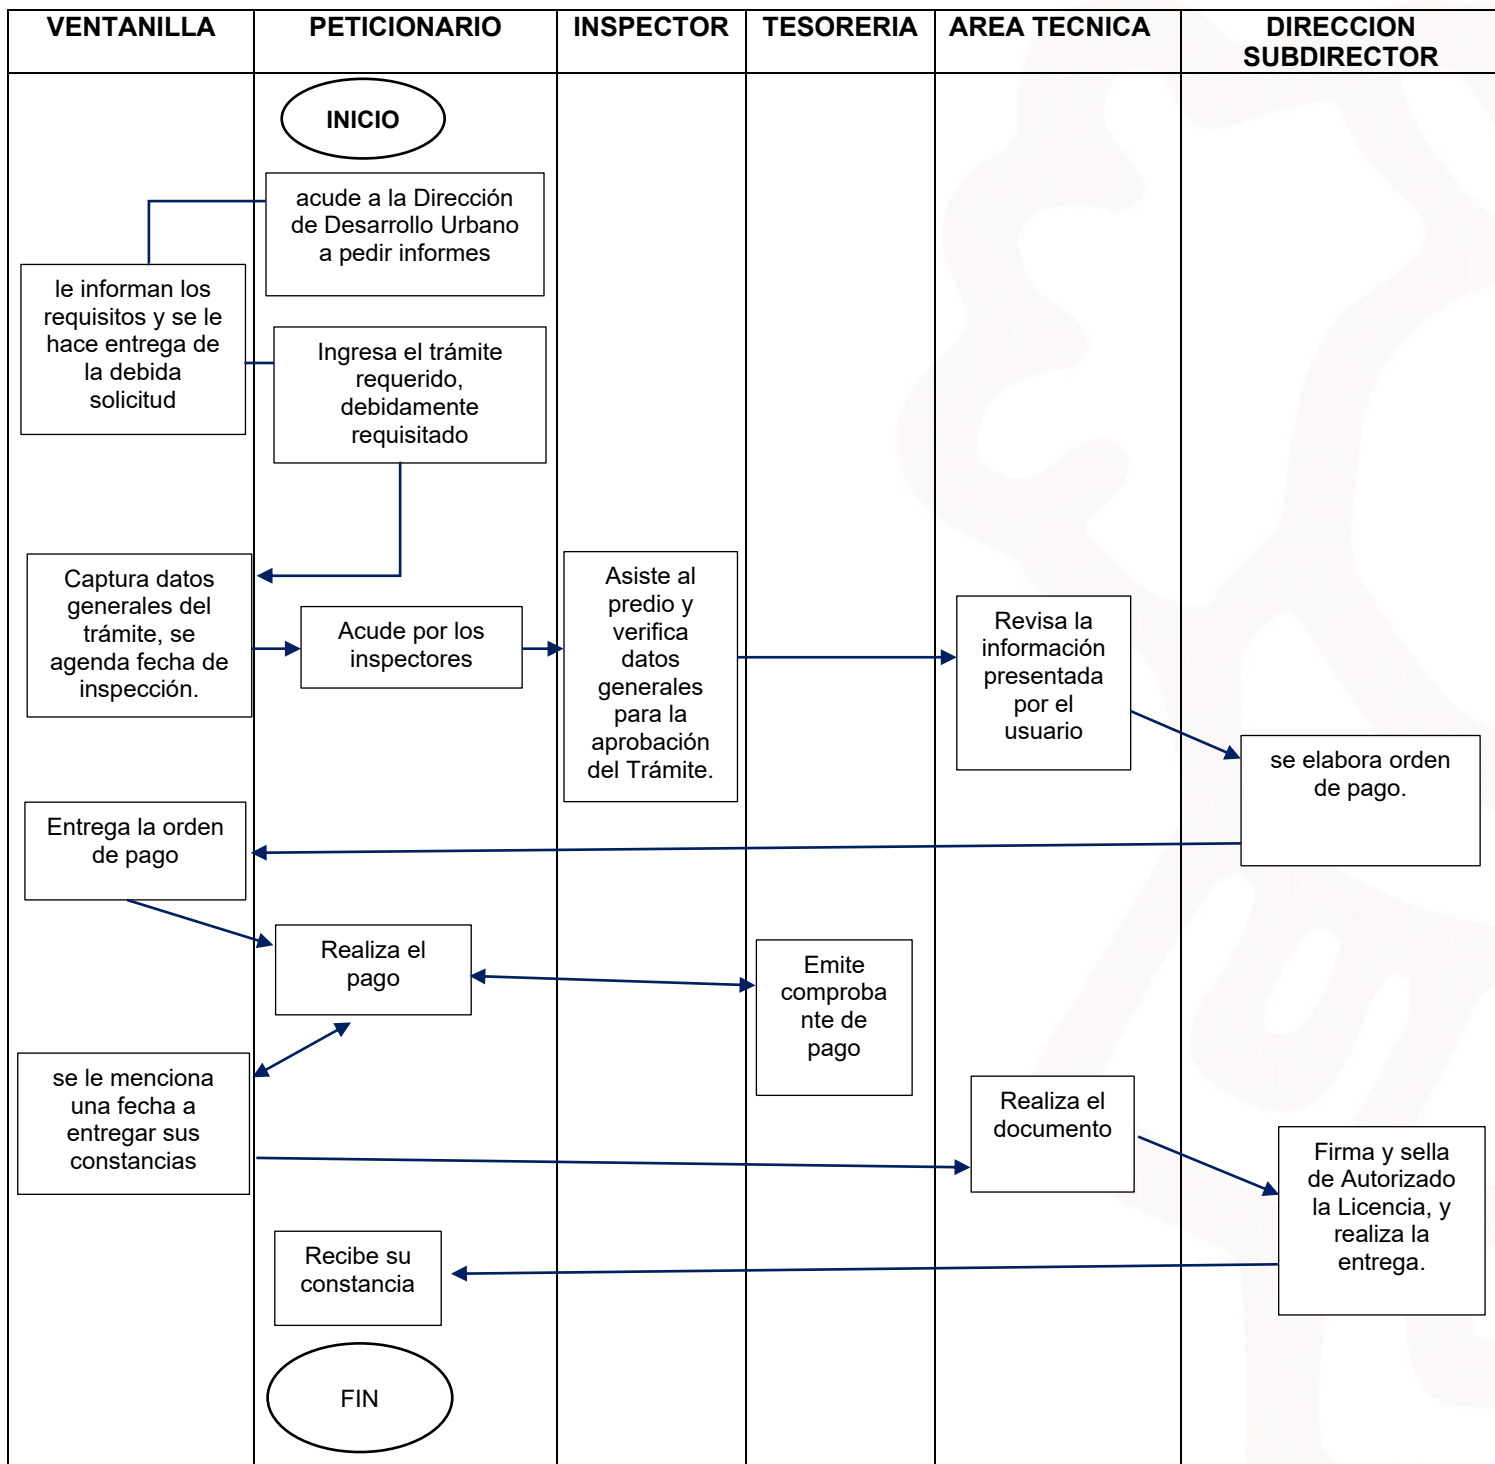 VENTANILLA
PETICIONARIO
INSPECTOR
TESORERIA
AREA TECNICA
DIRECCION
SUBDIRECTOR
INICIO
acude a la Dirección
de Desarrollo Urbano
a pedir informes
le informan los
requisitos y se le
hace entrega de
la debida
solicitud
Ingresa el trámite
requerido,
debidamente
requisitado
Captura datos
generales del
trámite, se
agenda fecha de
inspección.
Acude por los
inspectores
Asiste al
predio y
verifica
datos
generales
para la
aprobación
del Trámite.
Revisa la
información
presentada
por el
usuario
se elabora orden
de pago.
Entrega la orden
de pago
Realiza el
pago
Emite
comproba
nte de
pago
se le menciona
una fecha a
entregar sus
constancias
Realiza el
documento
Firma y sella
de Autorizado
la Licencia, y
realiza la
entrega.
Recibe su
constancia
FIN